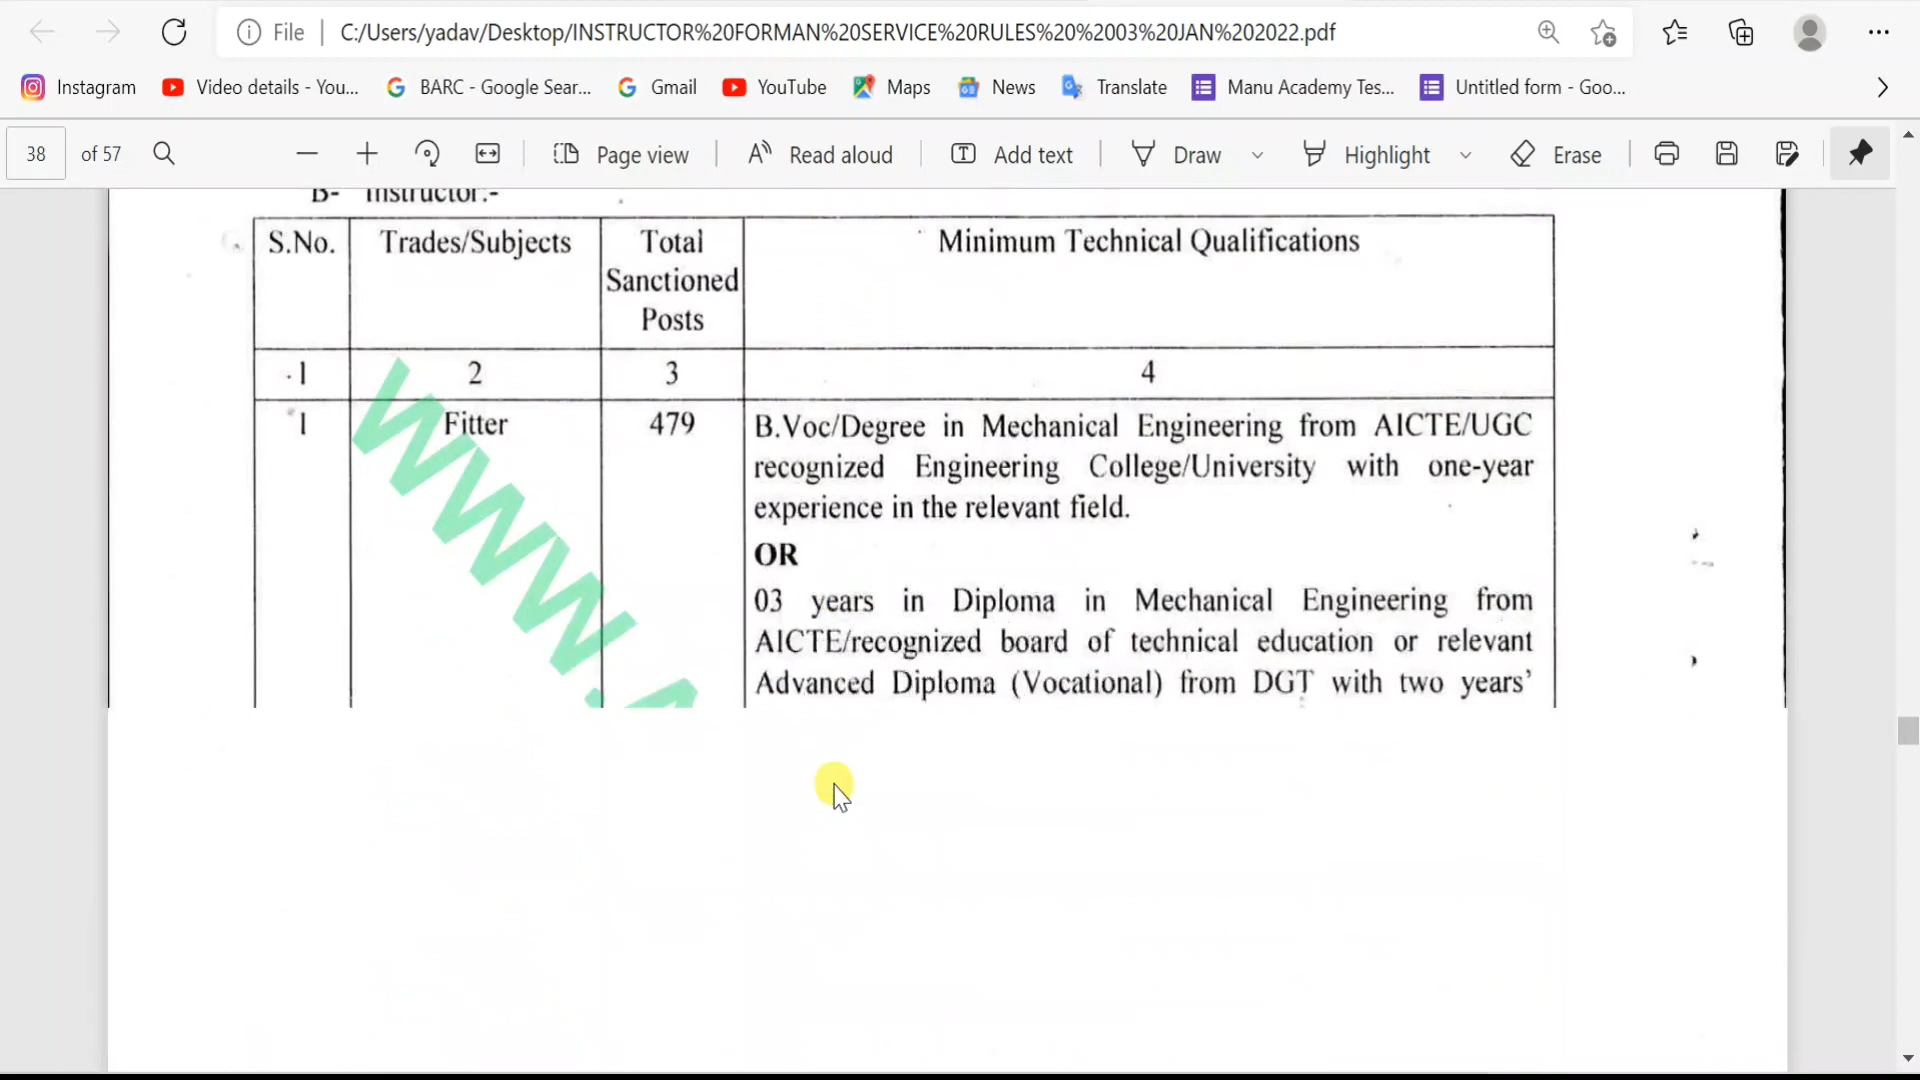 File C:/Users/yadav/Desktop/INSTRUCTOR%20FORMAN%20SERVICE%20RULES%20%2003%20JAN%202022.pdf
Instagram Video details - You... BARC - Google Sear... Gmail YouTube Maps News Translate Manu Academy Tes... Untitled form - Goo...
38 of 57 Page view Read aloud Add text Draw Highlight Erase
B- Instructor:-
S.No. Trades/Subjects Total Sanctioned Posts Minimum Technical Qualifications
1 2 3 4
1 Fitter 479 B.Voc/Degree in Mechanical Engineering from AICTE/UGC
recognized Engineering College/University with one-year
experience in the relevant field.
OR
03 years in Diploma in Mechanical Engineering from
AICTE/recognized board of technical education or relevant
Advanced Diploma (Vocational) from DGT with two years’
WWW.